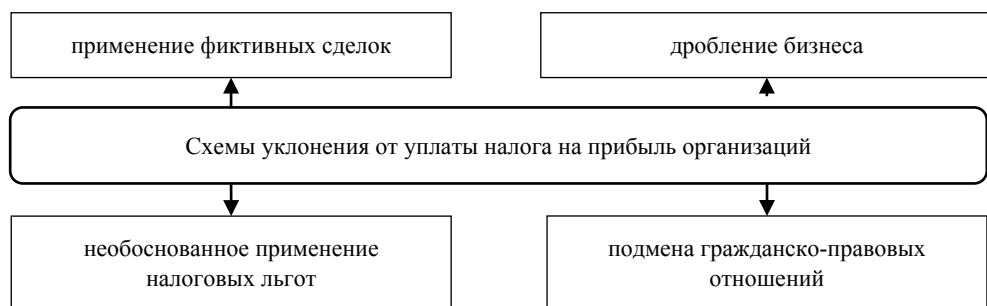 применение фиктивных сделок
дробление бизнеса
Схемы уклонения от уплаты налога на прибыль организаций
необоснованное применение
налоговых льгот
подмена гражданско-правовых
отношений